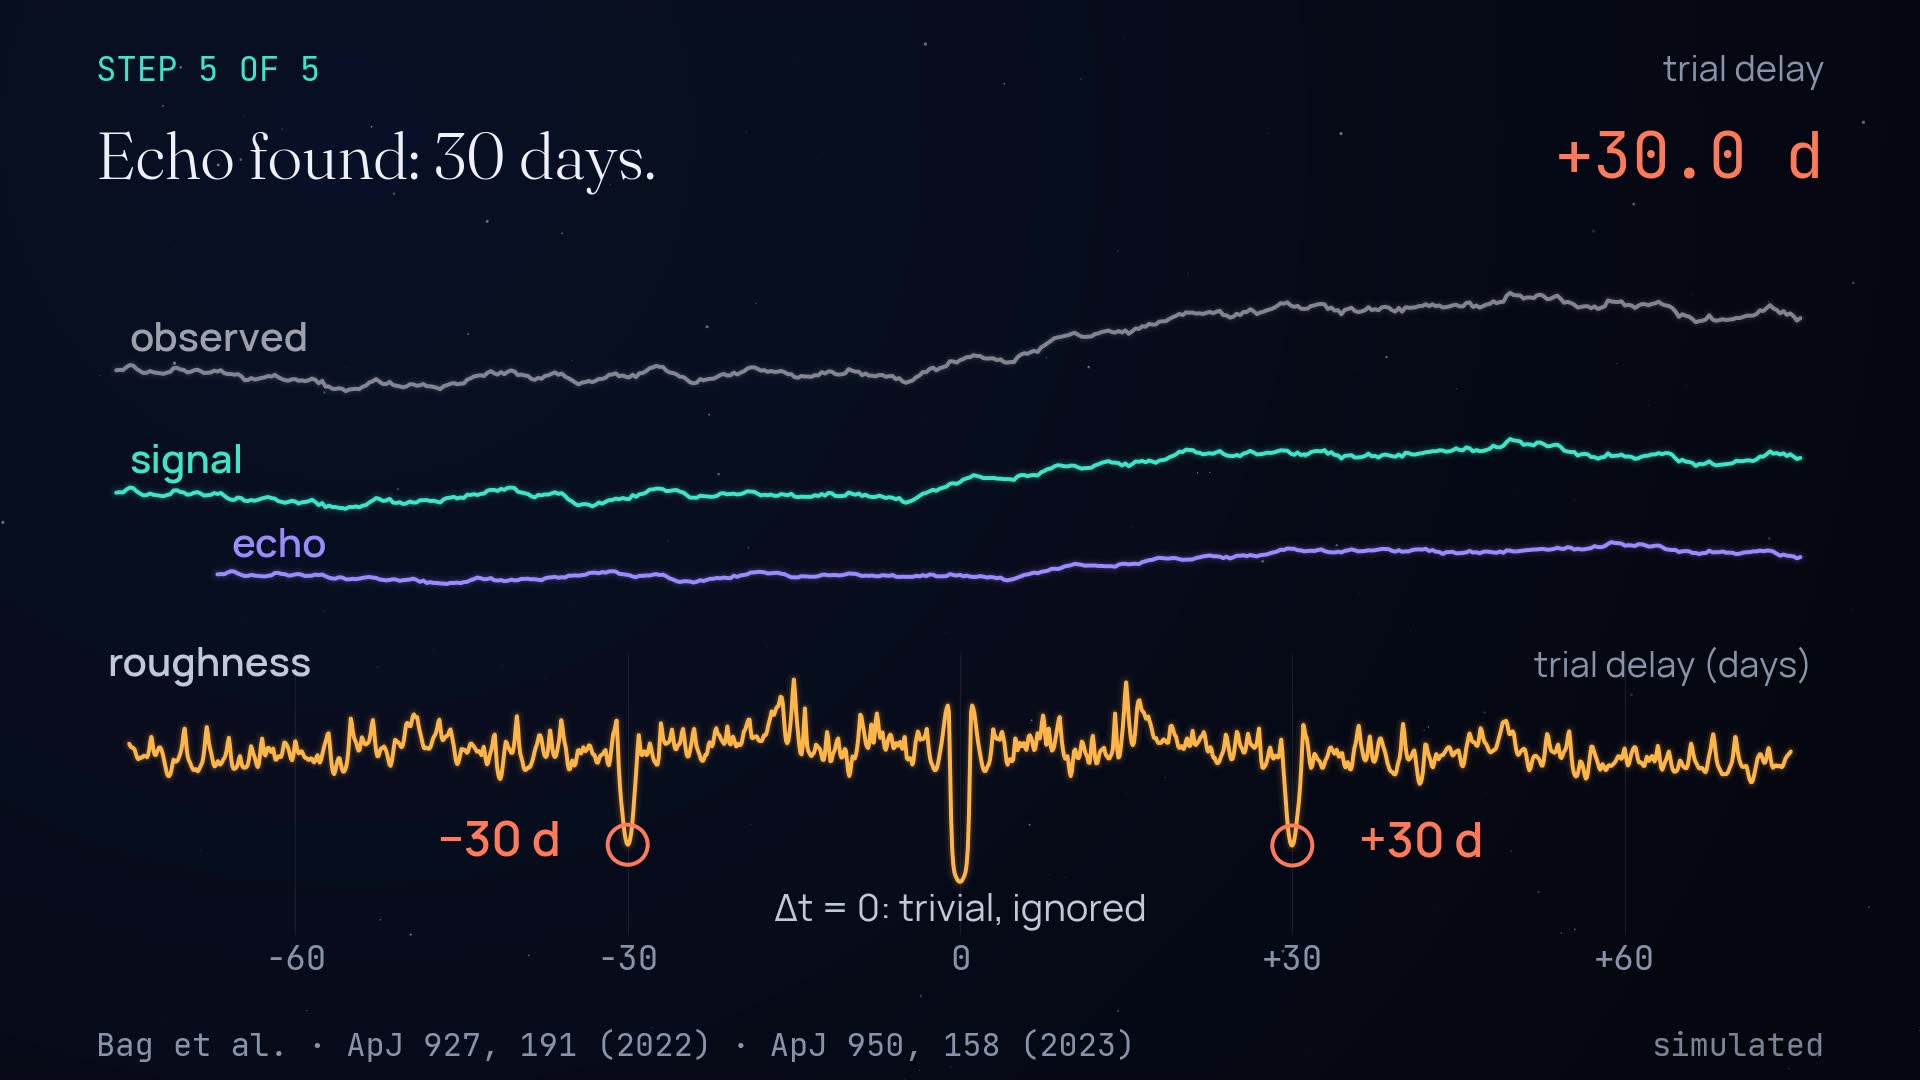 STEP 5 OF 5
trial delay
Echo found: 30 days.
+30.0 d
observed
signal
echo
roughness
trial delay (days)
−30 d
+30 d
Δt = 0: trivial, ignored
-60
-30
0
+30
+60
Bag et al. · ApJ 927, 191 (2022) · ApJ 950, 158 (2023)
simulated